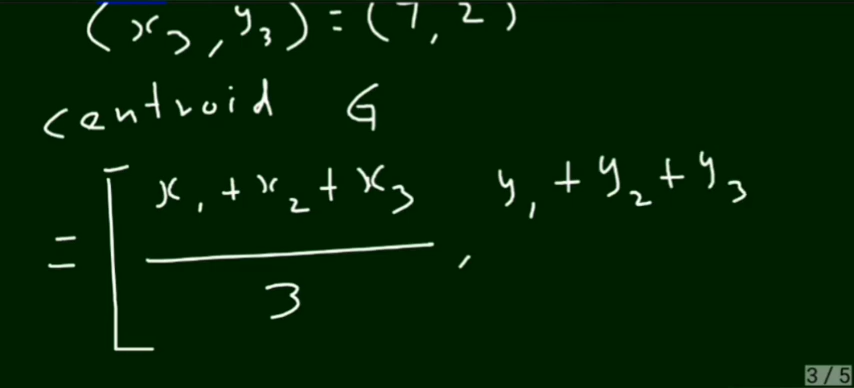 (x₃, y₃) = (7, 2)
centroid G
= [ x₁ + x₂ + x₃ / 3 , y₁ + y₂ + y₃
3 / 5